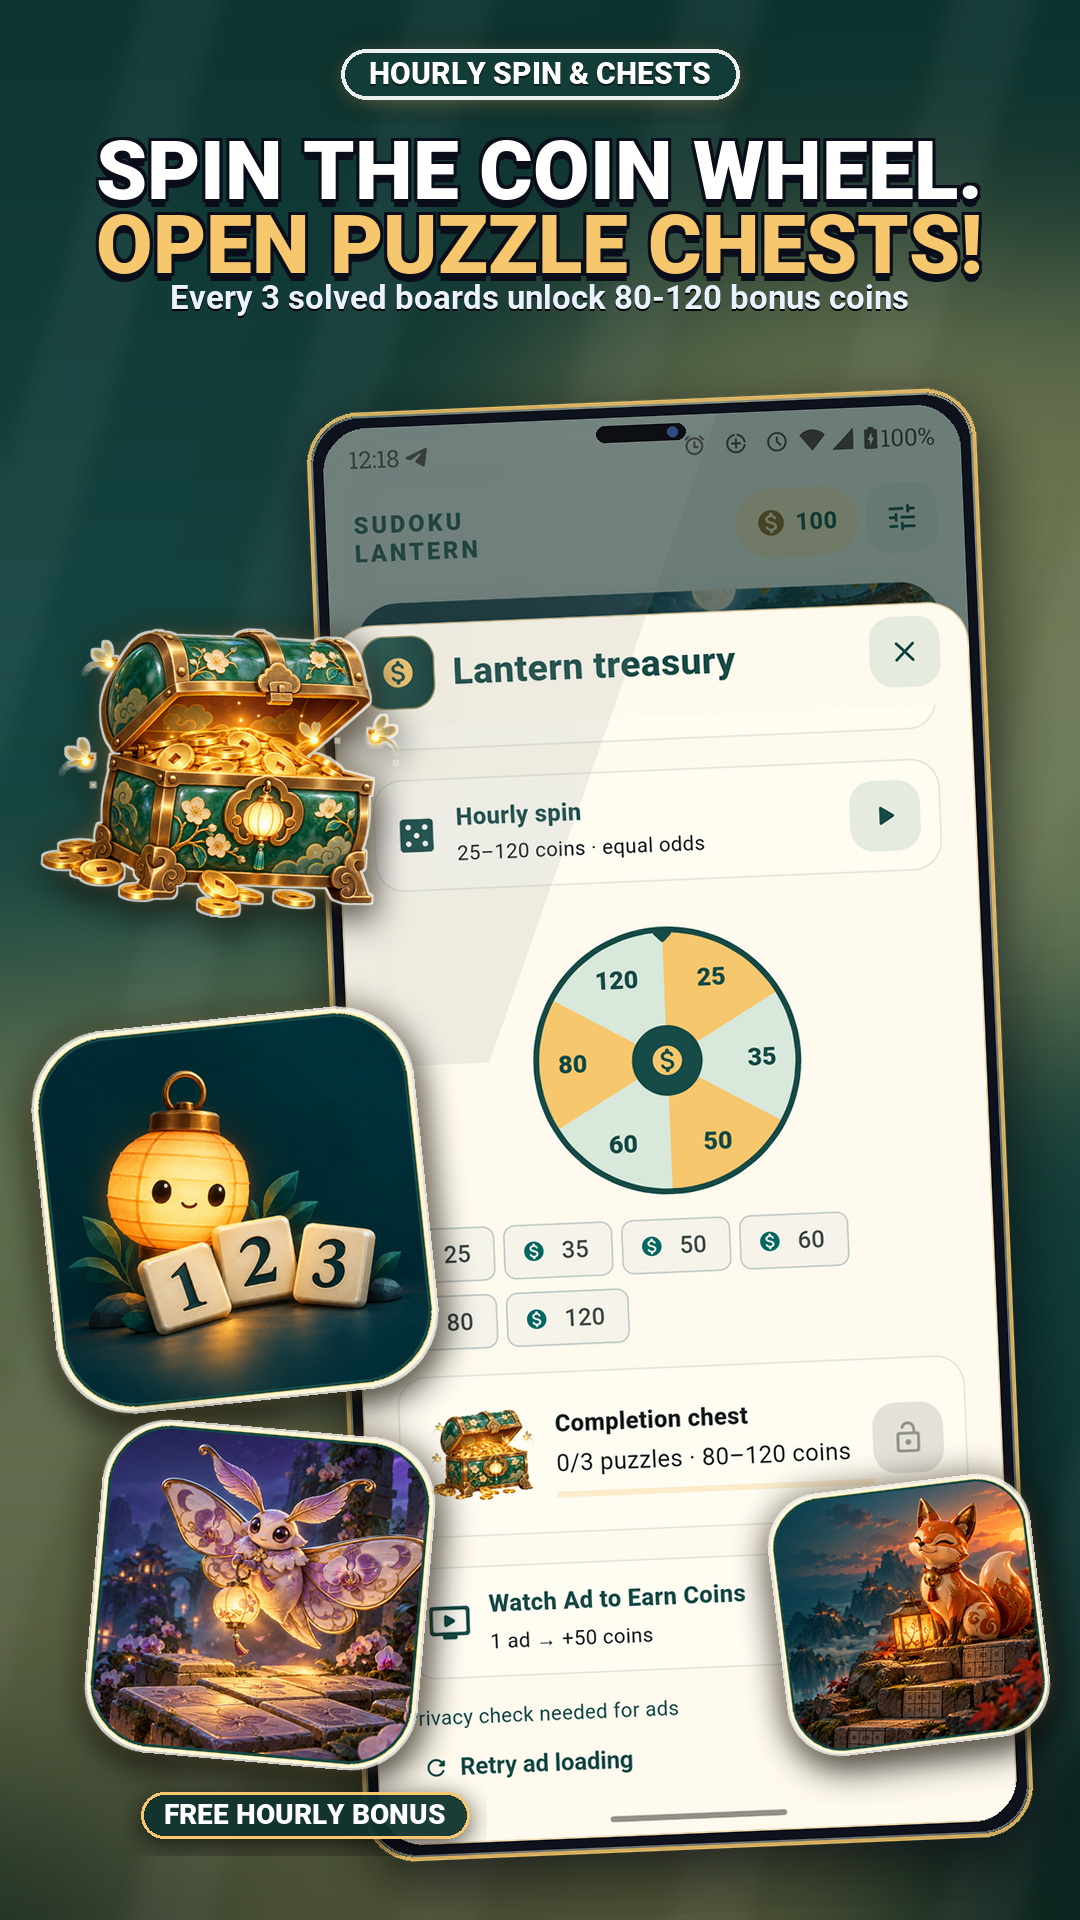 HOURLY SPIN & CHESTS
SPIN THE COIN WHEEL.
OPEN PUZZLE CHESTS!
Every 3 solved boards unlock 80-120 bonus coins
12:18
100%
SUDOKU
LANTERN
$ 100
$ Lantern treasury
Hourly spin
25–120 coins · equal odds
120
25
80
$
35
60
50
25
$ 35
$ 50
$ 60
80
$ 120
1 2 3
Completion chest
0/3 puzzles · 80–120 coins
Watch Ad to Earn Coins
1 ad → +50 coins
rivacy check needed for ads
Retry ad loading
FREE HOURLY BONUS